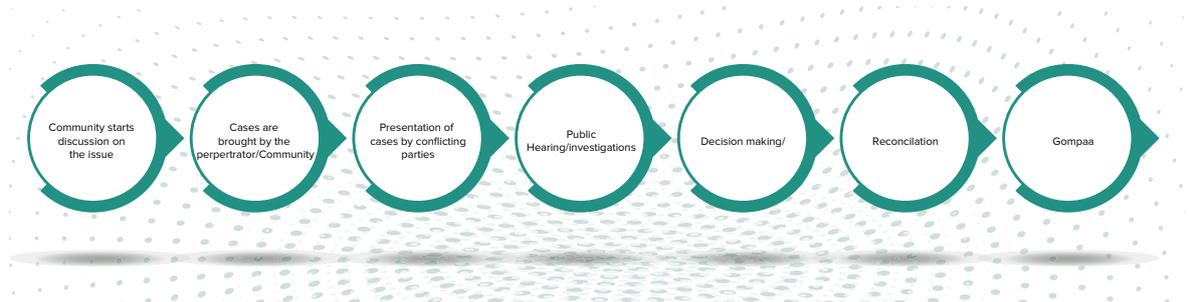 Community starts
discussion on
the issue
Cases are
brought by the
perpertrator/Community
Presentation of
cases by conflicting
parties
Public
Hearing/investigations
Decision making/
Reconcilation
Gompaa